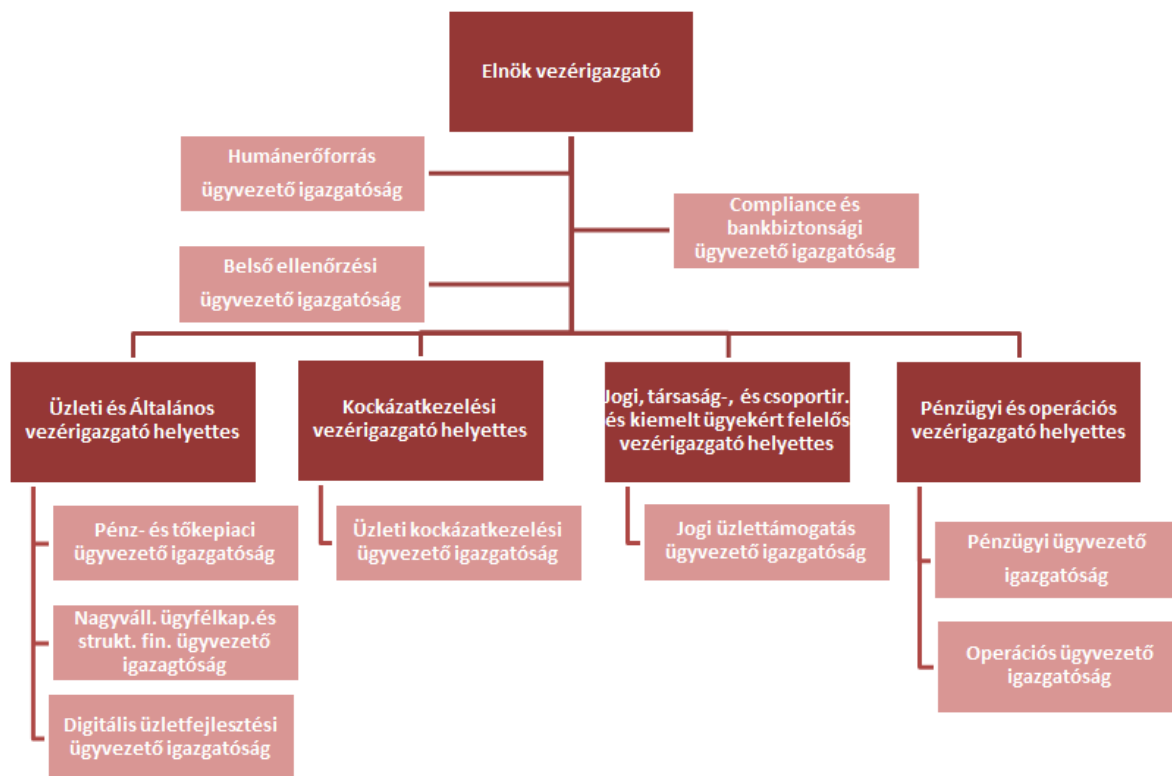 Elnök vezérigazgató
Humánerőforrás
ügyvezető igazgatóság
Compliance és
bankbiztonsági
ügyvezető igazgatóság
Belső ellenőrzési
ügyvezető igazgatóság
Üzleti és Általános
vezérigazgató helyettes
Kockázatkezelési
vezérigazgató helyettes
Jogi, társaság-, és csoportir.
és kiemelt ügyekért felelős
vezérigazgató helyettes
Pénzügyi és operációs
vezérigazgató helyettes
Pénz- és tőkepiaci
ügyvezető igazgatóság
Nagyváll. ügyfélkap.és
strukt. fin. ügyvezető
igazagtóság
Digitális üzletfejlesztési
ügyvezető igazgatóság
Üzleti kockázatkezelési
ügyvezető igazgatóság
Jogi üzlettámogatás
ügyvezető igazgatóság
Pénzügyi ügyvezető
igazgatóság
Operációs ügyvezető
igazgatóság